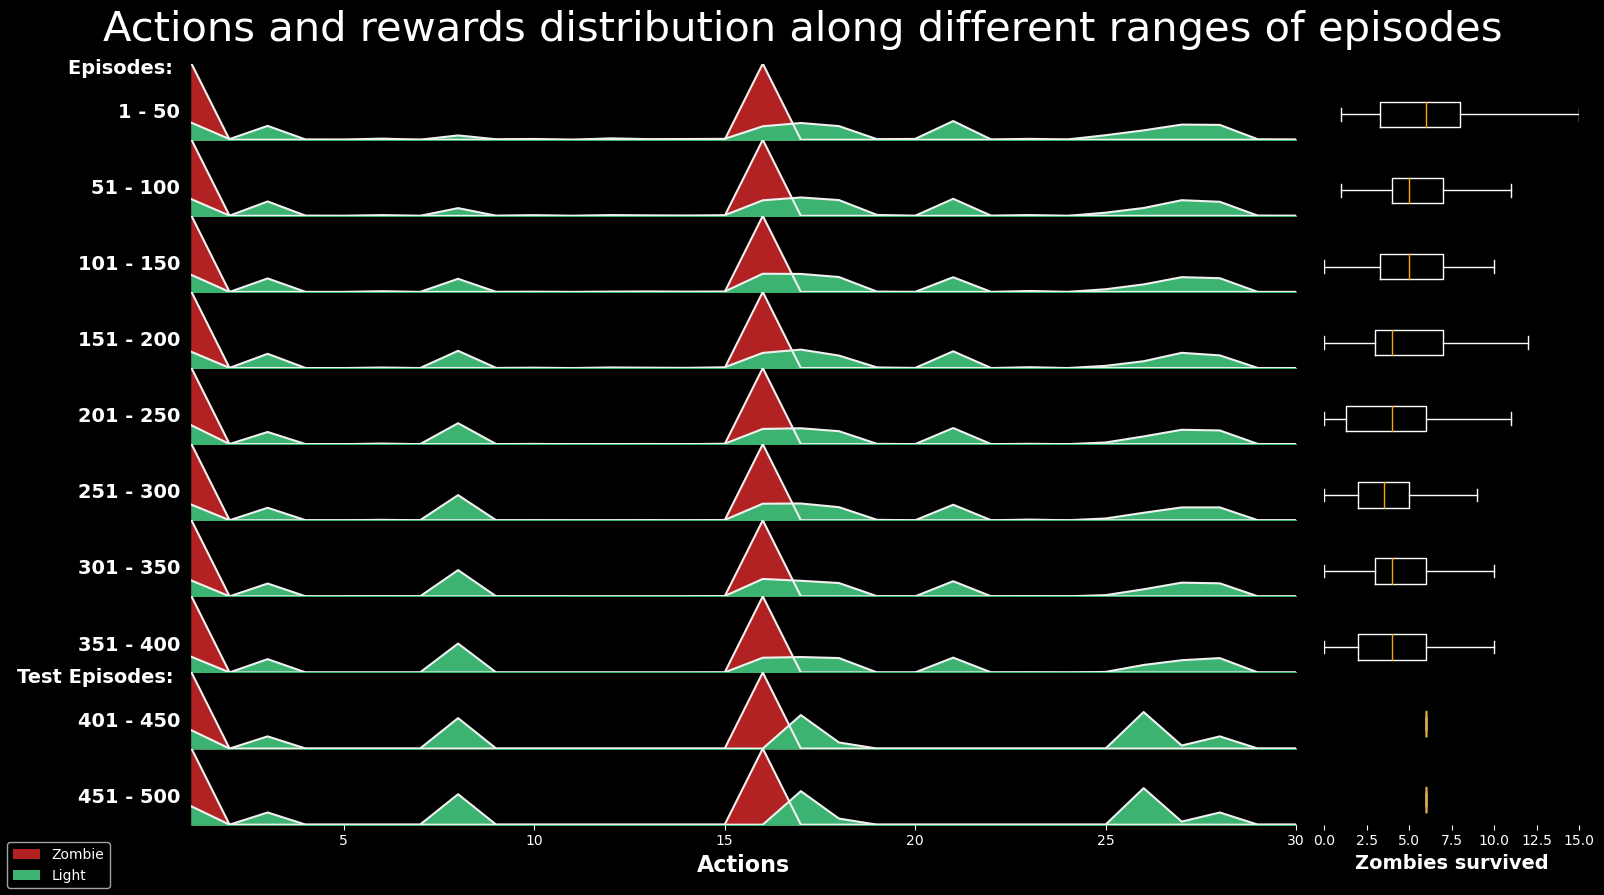 Actions and rewards distribution along different ranges of episodes
Episodes:
1 - 50
51 - 100
101 - 150
151 - 200
201 - 250
251 - 300
301 - 350
351 - 400
Test Episodes:
401 - 450
451 - 500
5 10 15 20 25 30
0.0 2.5 5.0 7.5 10.0 12.5 15.0
Actions
Zombies survived
Zombie
Light